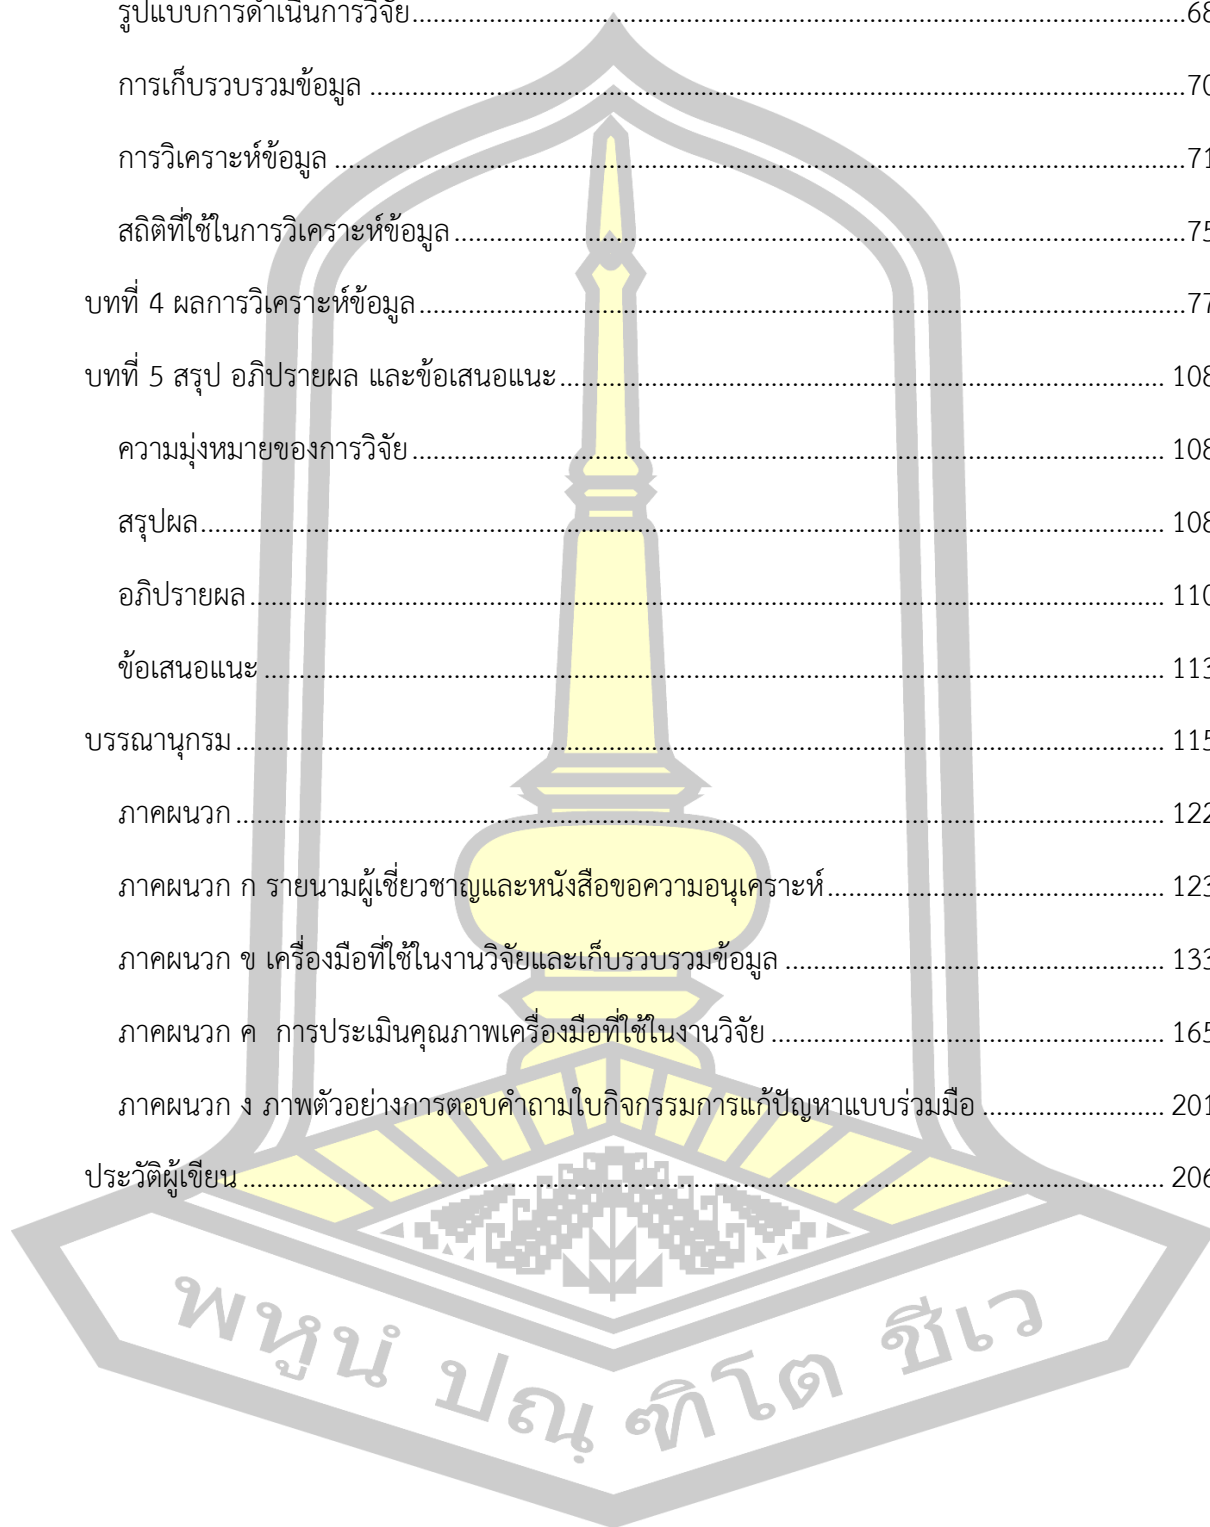 รูปแบบการดำเนินการวิจัย..........68
การเก็บรวบรวมข้อมูล..........70
การวิเคราะห์ข้อมูล..........71
สถิติที่ใช้ในการวิเคราะห์ข้อมูล..........75
บทที่ 4 ผลการวิเคราะห์ข้อมูล..........77
บทที่ 5 สรุป อภิปรายผล และข้อเสนอแนะ.......... 108
ความมุ่งหมายของการวิจัย.......... 108
สรุปผล.......... 108
อภิปรายผล.......... 110
ข้อเสนอแนะ.......... 113
บรรณานุกรม.......... 115
ภาคผนวก.......... 122
ภาคผนวก ก รายนามผู้เชี่ยวชาญและหนังสือขอความอนุเคราะห์.......... 123
ภาคผนวก ข เครื่องมือที่ใช้ในงานวิจัยและเก็บรวบรวมข้อมูล.......... 133
ภาคผนวก ค การประเมินคุณภาพเครื่องมือที่ใช้ในงานวิจัย.......... 165
ภาคผนวก ง ภาพตัวอย่างการตอบคำถามใบกิจกรรมการแก้ปัญหาแบบร่วมมือ.......... 201
ประวัติผู้เขียน.......... 206
พหูนํ ปณฺฑิโต ชีเว